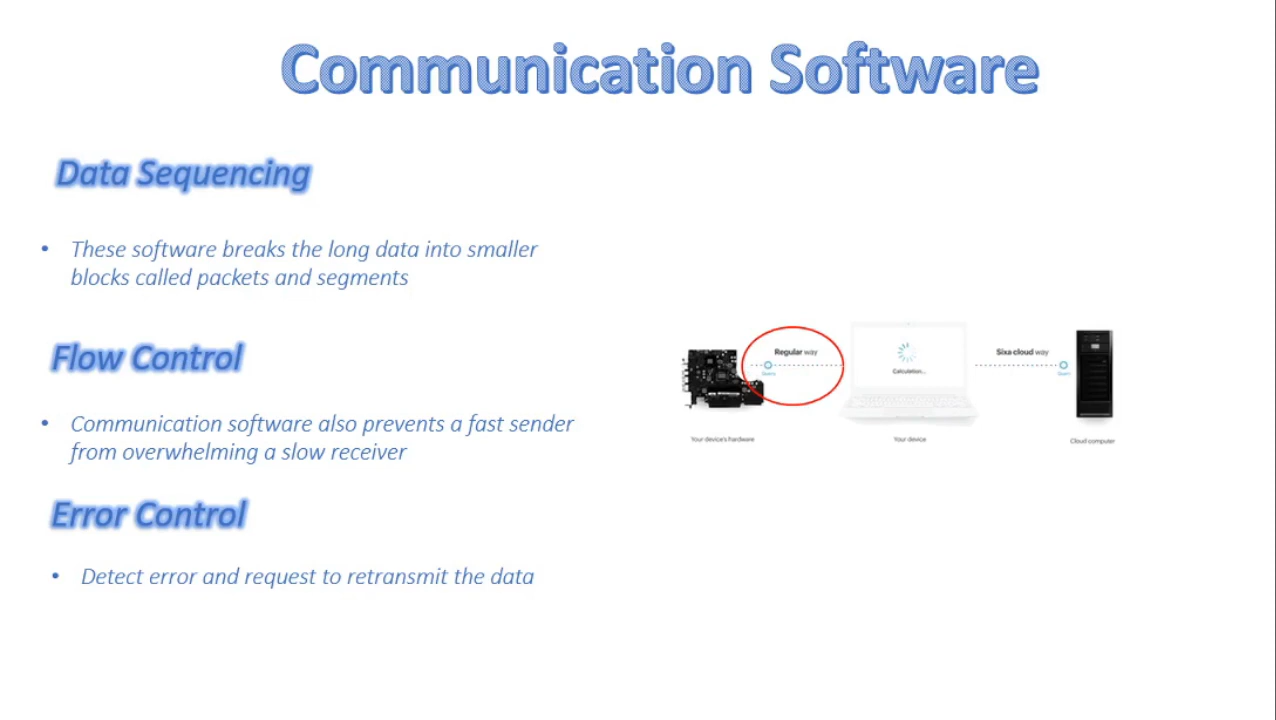 Communication Software
Data Sequencing
• These software breaks the long data into smaller
blocks called packets and segments
Flow Control
• Communication software also prevents a fast sender
from overwhelming a slow receiver
Error Control
• Detect error and request to retransmit the data
Regular way
Calculation...
Sixa cloud way
Your device's hardware
Your device
Cloud computer